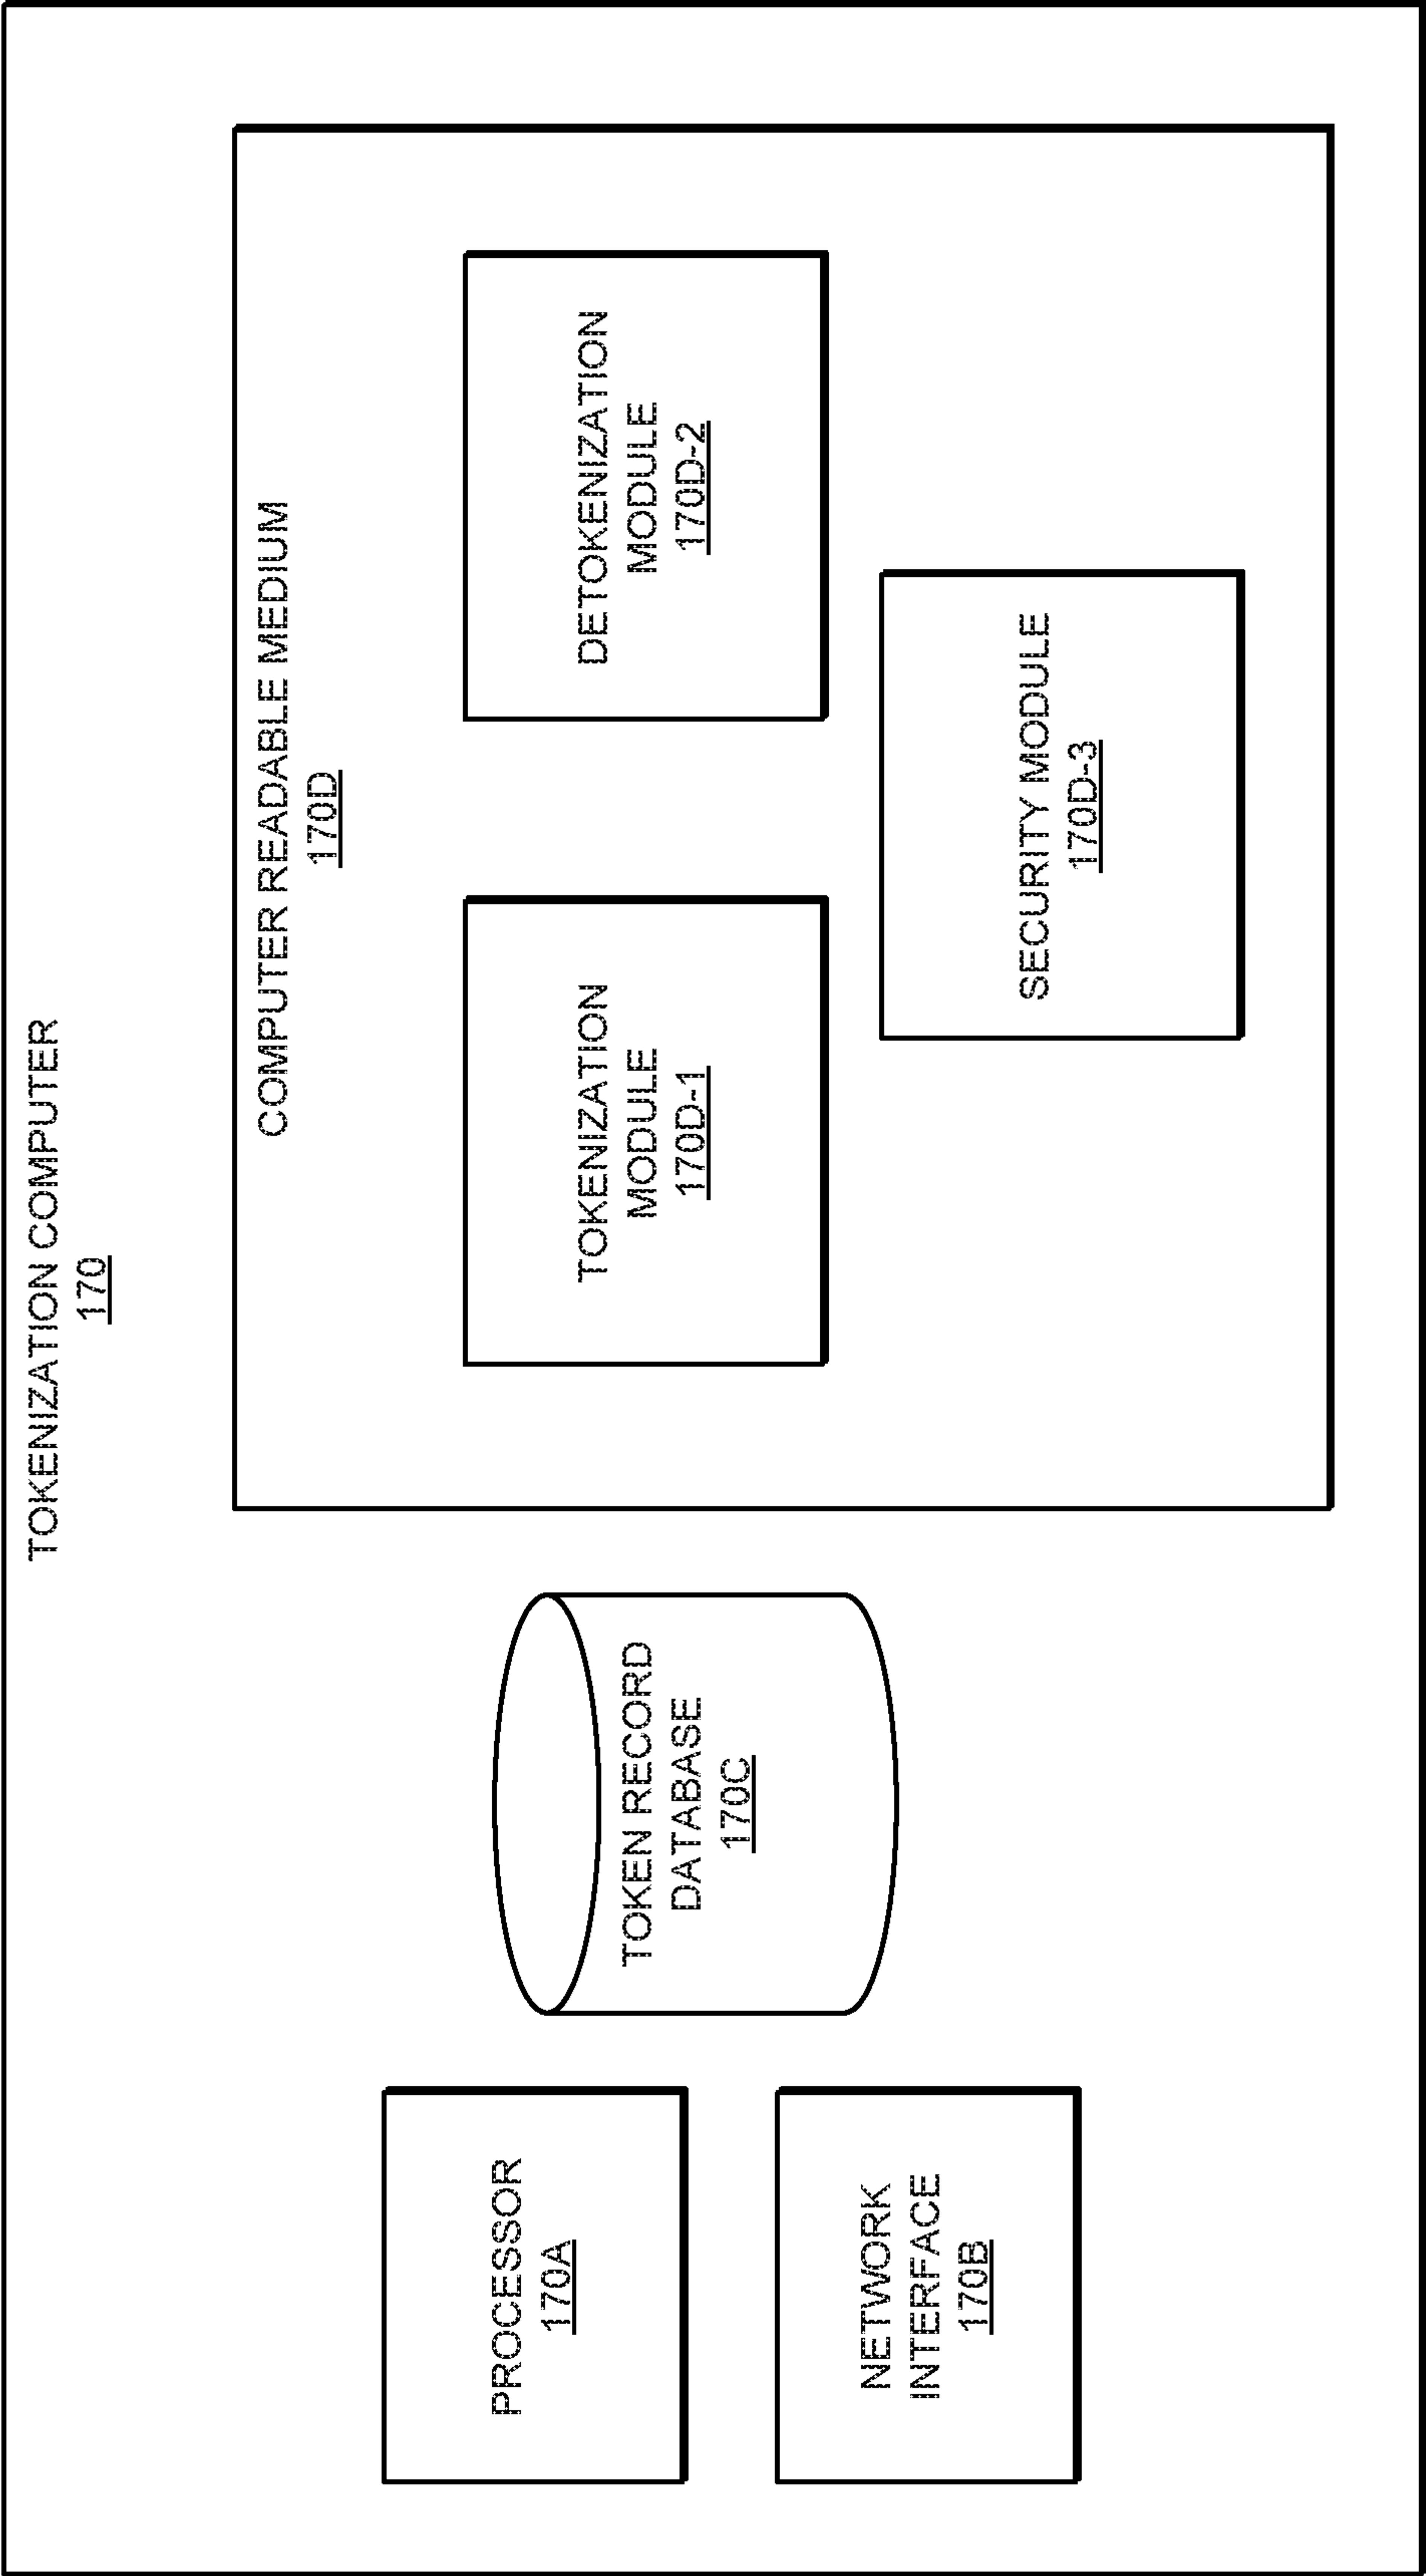 TOKENIZATION COMPUTER
170
PROCESSOR
170A
NETWORK
INTERFACE
170B
TOKEN RECORD
DATABASE
170C
COMPUTER READABLE MEDIUM
170D
TOKENIZATION
MODULE
170D-1
DETOKENIZATION
MODULE
170D-2
SECURITY MODULE
170D-3